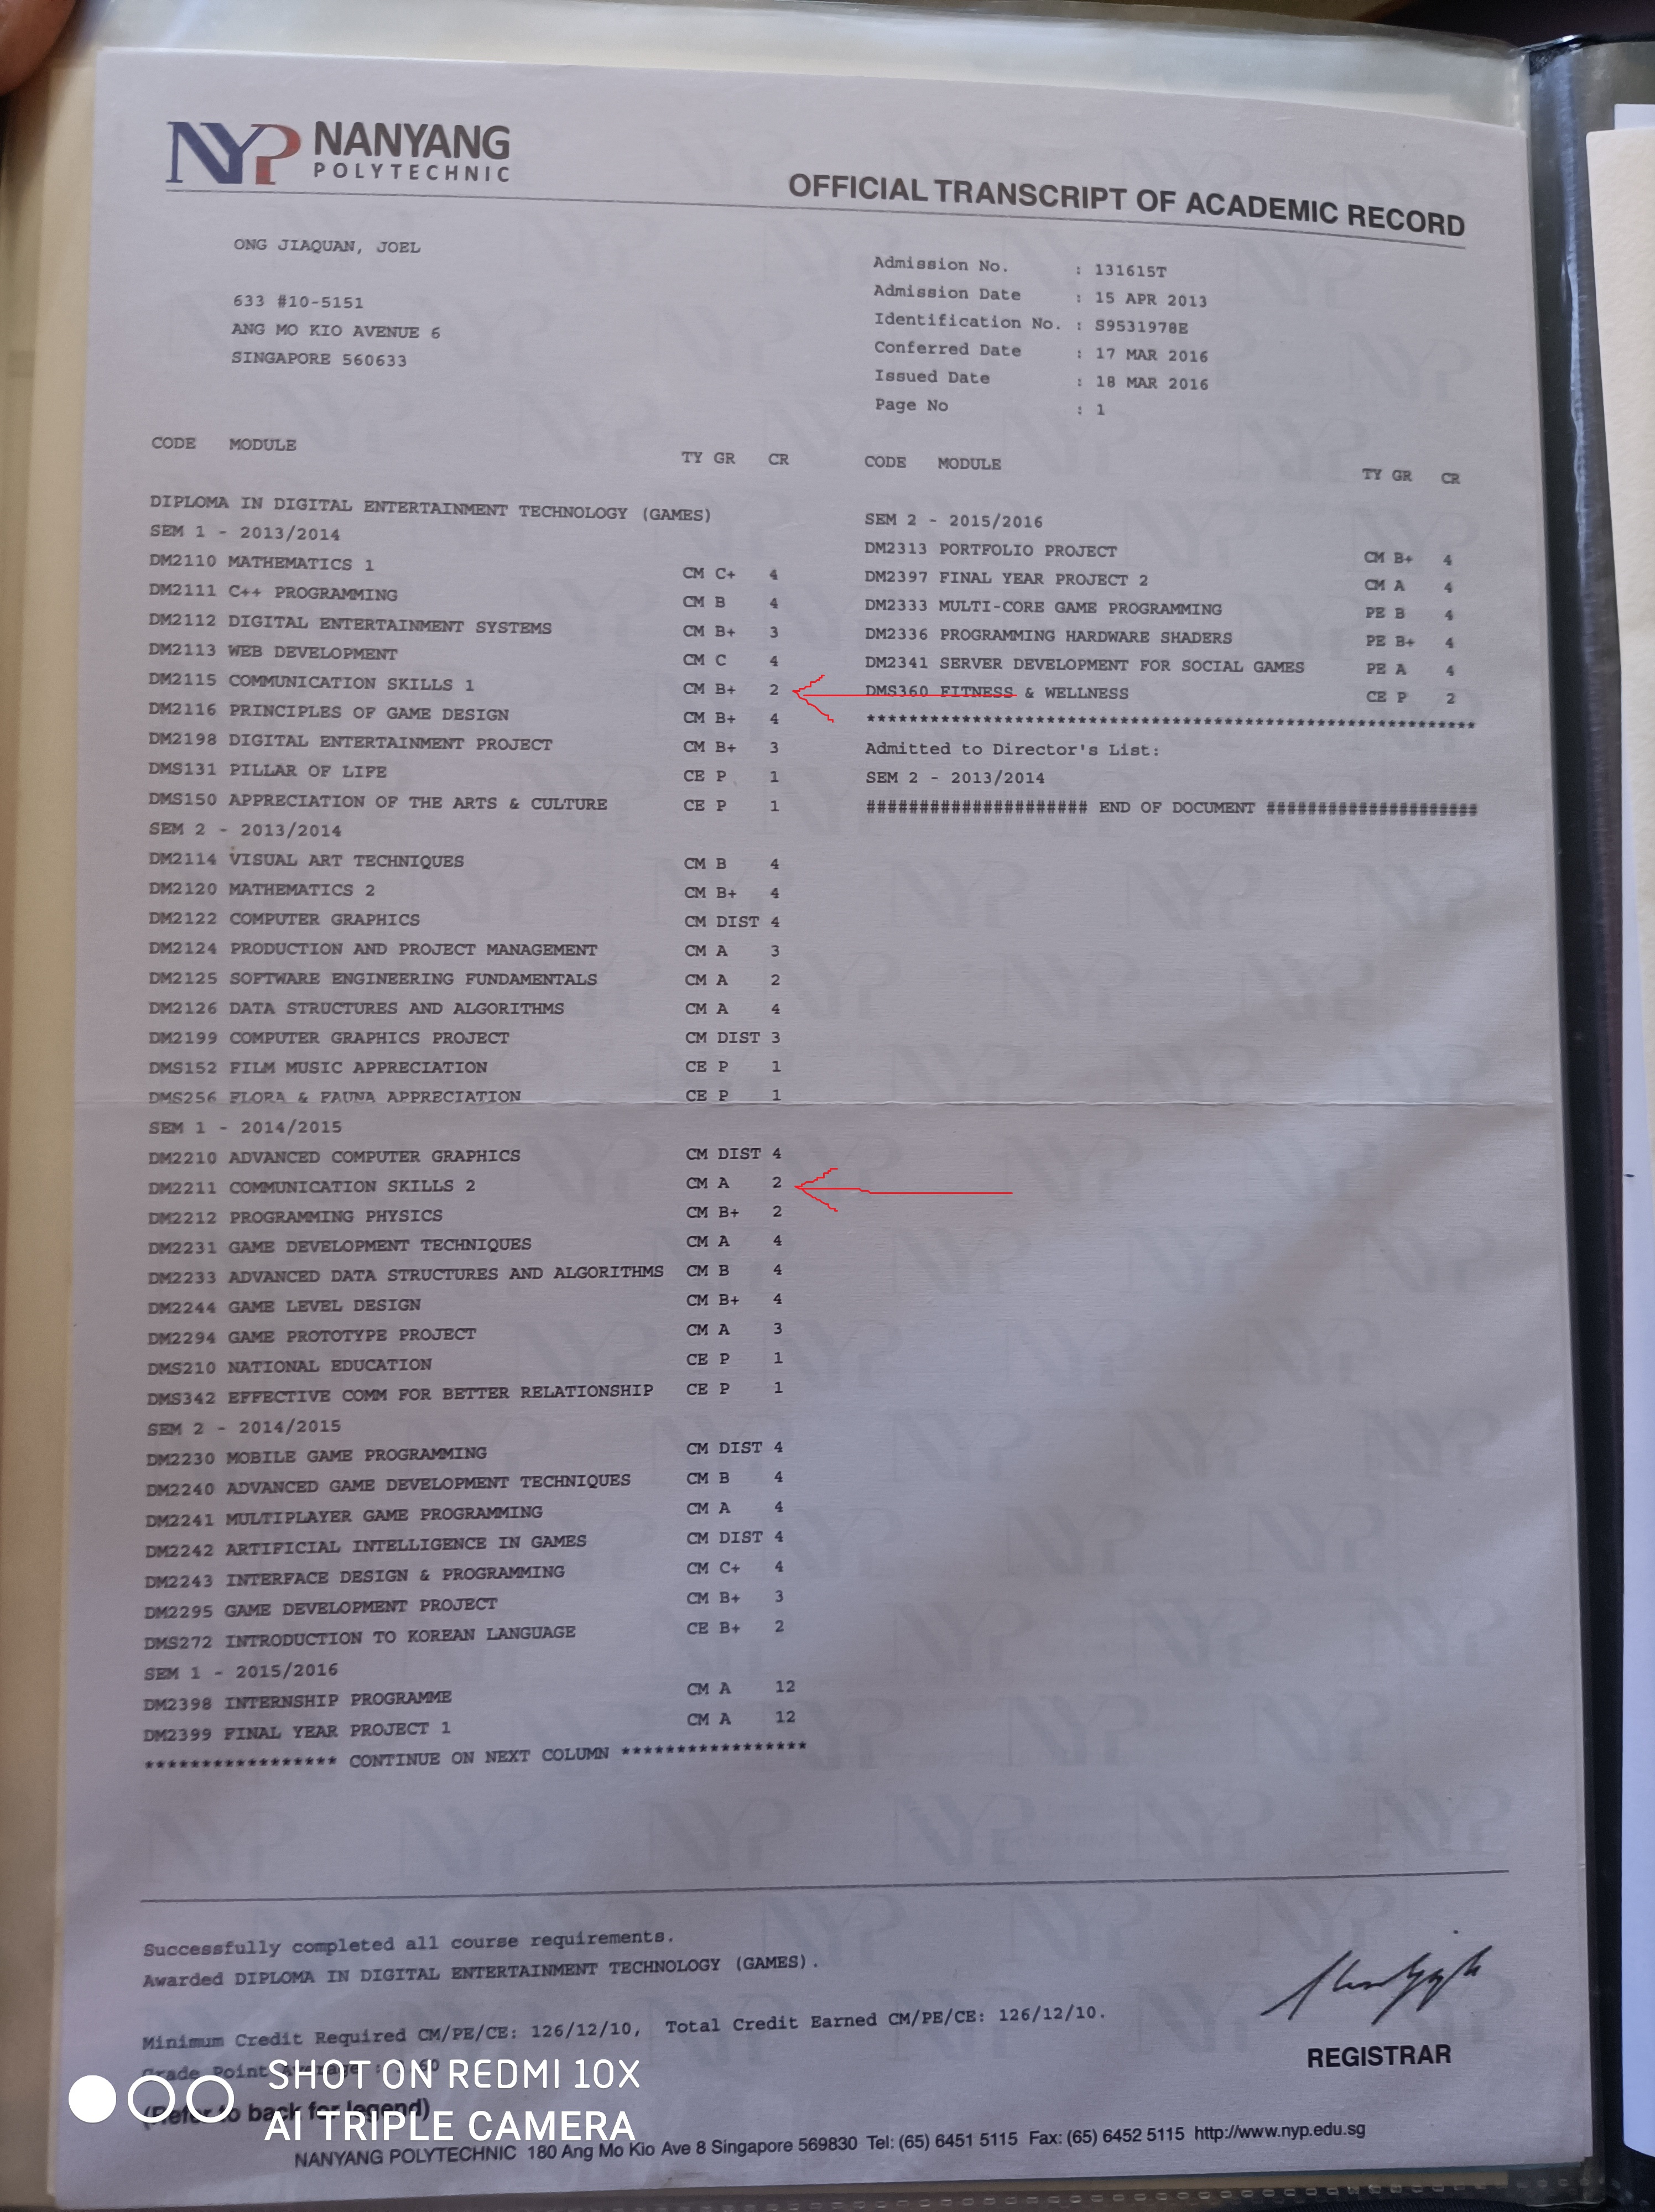 NYP NANYANG
POLYTECHNIC
OFFICIAL TRANSCRIPT OF ACADEMIC RECORD
ONG JIAQUAN, JOEL
633 #10-5151
ANG MO KIO AVENUE 6
SINGAPORE 560633
Admission No. : 131615T
Admission Date : 15 APR 2013
Identification No. : S9531978E
Conferred Date : 17 MAR 2016
Issued Date : 18 MAR 2016
Page No : 1
CODE MODULE TY GR CR
DIPLOMA IN DIGITAL ENTERTAINMENT TECHNOLOGY (GAMES)
SEM 1 - 2013/2014
DM2110 MATHEMATICS 1 CM C+ 4
DM2111 C++ PROGRAMMING CM B 4
DM2112 DIGITAL ENTERTAINMENT SYSTEMS CM B+ 3
DM2113 WEB DEVELOPMENT CM C 4
DM2115 COMMUNICATION SKILLS 1 CM B+ 2
DM2116 PRINCIPLES OF GAME DESIGN CM B+ 4
DM2198 DIGITAL ENTERTAINMENT PROJECT CM B+ 3
DMS131 PILLAR OF LIFE CE P 1
DMS150 APPRECIATION OF THE ARTS & CULTURE CE P 1
SEM 2 - 2013/2014
DM2114 VISUAL ART TECHNIQUES CM B 4
DM2120 MATHEMATICS 2 CM B+ 4
DM2122 COMPUTER GRAPHICS CM DIST 4
DM2124 PRODUCTION AND PROJECT MANAGEMENT CM A 3
DM2125 SOFTWARE ENGINEERING FUNDAMENTALS CM A 2
DM2126 DATA STRUCTURES AND ALGORITHMS CM A 4
DM2199 COMPUTER GRAPHICS PROJECT CM DIST 3
DMS152 FILM MUSIC APPRECIATION CE P 1
DMS256 FLORA & FAUNA APPRECIATION CE P 1
SEM 1 - 2014/2015
DM2210 ADVANCED COMPUTER GRAPHICS CM DIST 4
DM2211 COMMUNICATION SKILLS 2 CM A 2
DM2212 PROGRAMMING PHYSICS CM B+ 2
DM2231 GAME DEVELOPMENT TECHNIQUES CM A 4
DM2233 ADVANCED DATA STRUCTURES AND ALGORITHMS CM B 4
DM2244 GAME LEVEL DESIGN CM B+ 4
DM2294 GAME PROTOTYPE PROJECT CM A 3
DMS210 NATIONAL EDUCATION CE P 1
DMS342 EFFECTIVE COMM FOR BETTER RELATIONSHIP CE P 1
SEM 2 - 2014/2015
DM2230 MOBILE GAME PROGRAMMING CM DIST 4
DM2240 ADVANCED GAME DEVELOPMENT TECHNIQUES CM B 4
DM2241 MULTIPLAYER GAME PROGRAMMING CM A 4
DM2242 ARTIFICIAL INTELLIGENCE IN GAMES CM DIST 4
DM2243 INTERFACE DESIGN & PROGRAMMING CM C+ 4
DM2295 GAME DEVELOPMENT PROJECT CM B+ 3
DMS272 INTRODUCTION TO KOREAN LANGUAGE CE B+ 2
SEM 1 - 2015/2016
DM2398 INTERNSHIP PROGRAMME CM A 12
DM2399 FINAL YEAR PROJECT 1 CM A 12
***************** CONTINUE ON NEXT COLUMN *****************
CODE MODULE TY GR CR
SEM 2 - 2015/2016
DM2313 PORTFOLIO PROJECT CM B+ 4
DM2397 FINAL YEAR PROJECT 2 CM A 4
DM2333 MULTI-CORE GAME PROGRAMMING PE B 4
DM2336 PROGRAMMING HARDWARE SHADERS PE B+ 4
DM2341 SERVER DEVELOPMENT FOR SOCIAL GAMES PE A 4
DMS360 FITNESS & WELLNESS CE P 2
**********************************************************
Admitted to Director's List:
SEM 2 - 2013/2014
##################### END OF DOCUMENT ####################
Successfully completed all course requirements.
Awarded DIPLOMA IN DIGITAL ENTERTAINMENT TECHNOLOGY (GAMES).
Minimum Credit Required CM/PE/CE: 126/12/10, Total Credit Earned CM/PE/CE: 126/12/10.
Grade Point Average :
(Refer to back for legend)
REGISTRAR
SHOT ON REDMI 10X
AI TRIPLE CAMERA
NANYANG POLYTECHNIC 180 Ang Mo Kio Ave 8 Singapore 569830 Tel: (65) 6451 5115 Fax: (65) 6452 5115 http://www.nyp.edu.sg